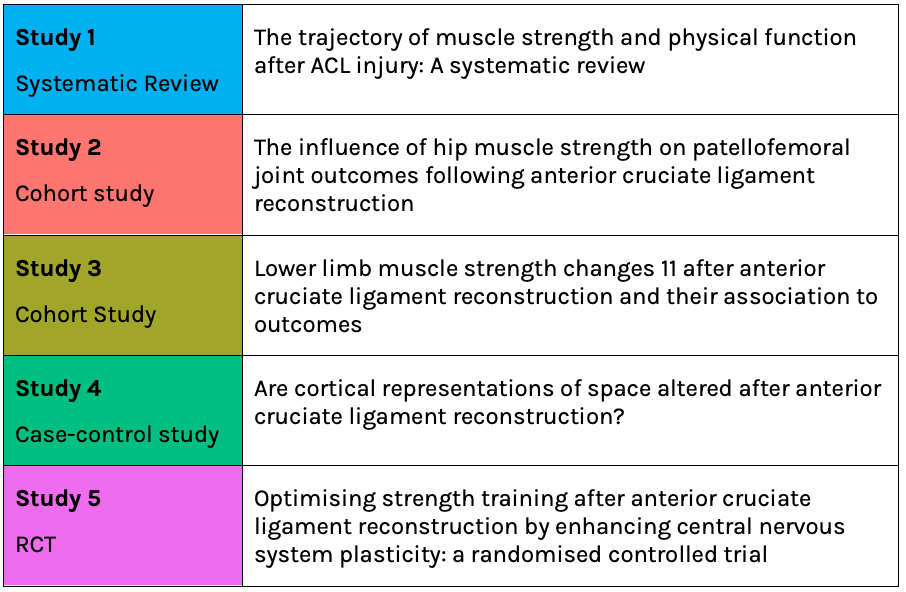 Study 1
Systematic Review
The trajectory of muscle strength and physical function
after ACL injury: A systematic review
Study 2
Cohort study
The influence of hip muscle strength on patellofemoral
joint outcomes following anterior cruciate ligament
reconstruction
Study 3
Cohort Study
Lower limb muscle strength changes 11 after anterior
cruciate ligament reconstruction and their association to
outcomes
Study 4
Case-control study
Are cortical representations of space altered after anterior
cruciate ligament reconstruction?
Study 5
RCT
Optimising strength training after anterior cruciate
ligament reconstruction by enhancing central nervous
system plasticity: a randomised controlled trial